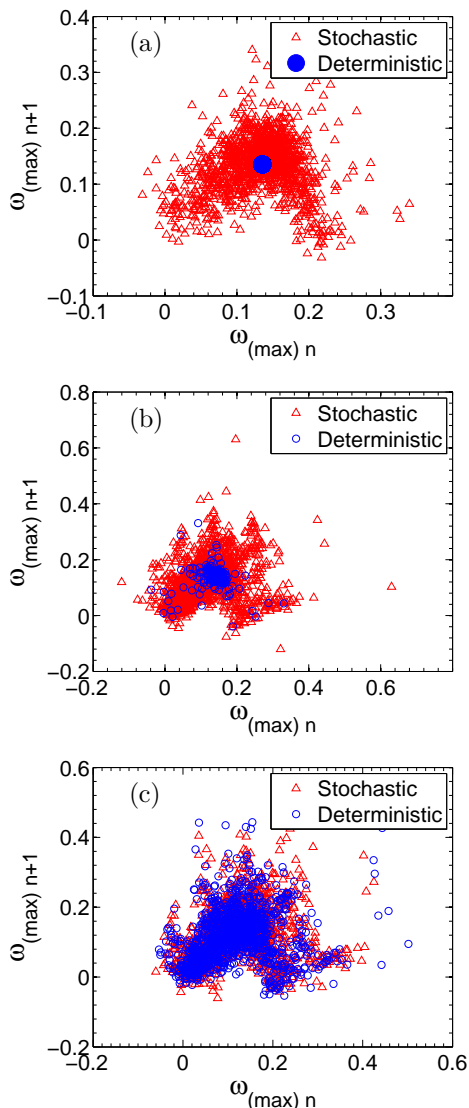 (a)
Stochastic
Deterministic
0.4
0.3
0.2
0.1
0
−0.1
ω(max) n+1
−0.1 0 0.1 0.2 0.3
ω(max) n
(b)
Stochastic
Deterministic
0.8
0.6
0.4
0.2
0
−0.2
ω(max) n+1
−0.2 0 0.2 0.4 0.6
ω(max) n
(c)
Stochastic
Deterministic
0.6
0.4
0.2
0
−0.2
ω(max) n+1
−0.2 0 0.2 0.4 0.6
ω(max) n